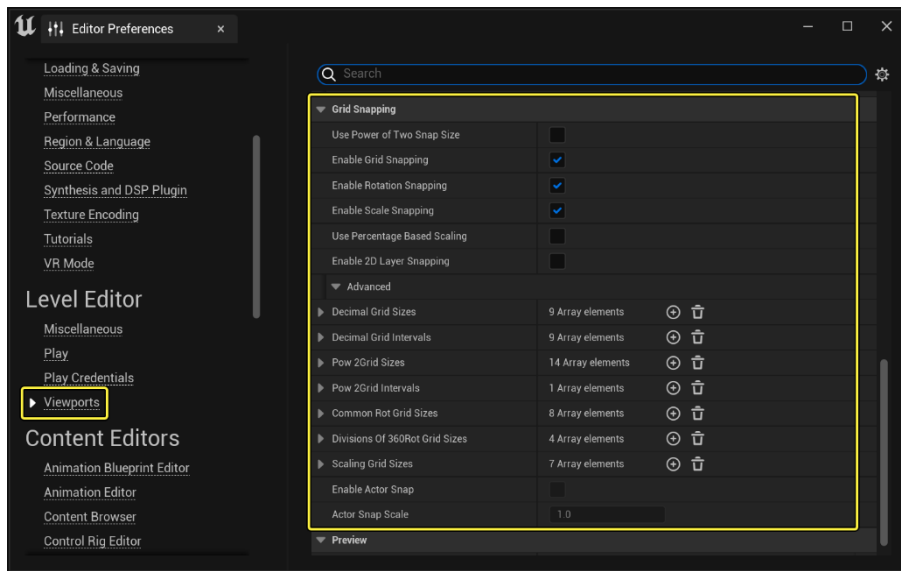 Editor Preferences
Loading & Saving
Miscellaneous
Performance
Region & Language
Source Code
Synthesis and DSP Plugin
Texture Encoding
Tutorials
VR Mode
Level Editor
Miscellaneous
Play
Play Credentials
Viewports
Content Editors
Animation Blueprint Editor
Animation Editor
Content Browser
Control Rig Editor
Search
Grid Snapping
Use Power of Two Snap Size
Enable Grid Snapping
Enable Rotation Snapping
Enable Scale Snapping
Use Percentage Based Scaling
Enable 2D Layer Snapping
Advanced
Decimal Grid Sizes 9 Array elements
Decimal Grid Intervals 9 Array elements
Pow 2Grid Sizes 14 Array elements
Pow 2Grid Intervals 1 Array elements
Common Rot Grid Sizes 8 Array elements
Divisions Of 360Rot Grid Sizes 4 Array elements
Scaling Grid Sizes 7 Array elements
Enable Actor Snap
Actor Snap Scale 1.0
Preview